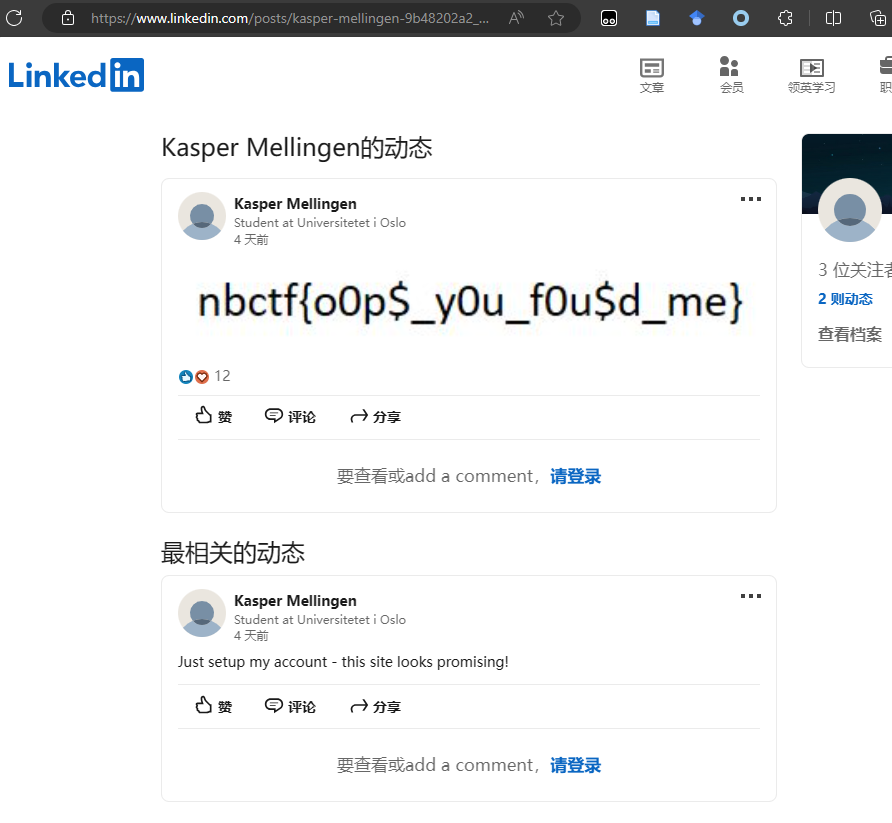 https://www.linkedin.com/posts/kasper-mellingen-9b48202a2_...
Linkedin
文章
会员
领英学习
职
Kasper Mellingen的动态
Kasper Mellingen
Student at Universitetet i Oslo
4 天前
nbctf{o0p$_y0u_f0u$d_me}
12
赞
评论
分享
要查看或add a comment，请登录
3 位关注者
2 则动态
查看档案
最相关的动态
Kasper Mellingen
Student at Universitetet i Oslo
4 天前
Just setup my account - this site looks promising!
赞
评论
分享
要查看或add a comment，请登录